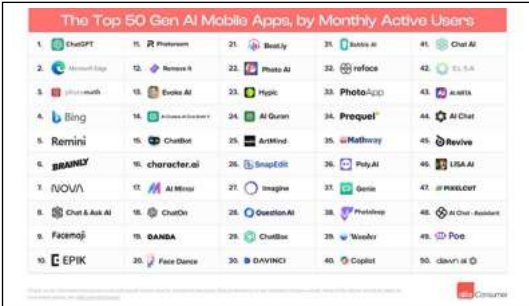 The Top 50 Gen AI Mobile Apps, by Monthly Active Users
1. ChatGPT
2. Microsoft Edge
3. photomath
4. Bing
5. Remini
6. BRAINLY
7. NOVA
8. Chat & Ask AI
9. Facemoji
10. EPIK
11. Photoroom
12. Remove It
13. Evoke AI
14.
15. ChatBot
16. character.ai
17. AI Mirror
18. ChatOn
19. DANDA
20. Face Dance
21. Beat.ly
22. Photo AI
23. Hypic
24. AI Quran
25. ArtMind
26. SnapEdit
27. Imagine
28. Question AI
29. ChatBox
30. DAVINCI
31. Bobble AI
32. reface
33. PhotoApp
34. Prequel
35. Mathway
36. Poly.AI
37. Genie
38. Photoleap
39. Wonder
40. Copilot
41. Chat AI
42. ELSA
43. AI ARTA
44. AI Chat
45. Revive
46. LISA AI
47. PIXELCUT
48. AI Chat - Assistant
49. Poe
50. dawn ai
Consumer